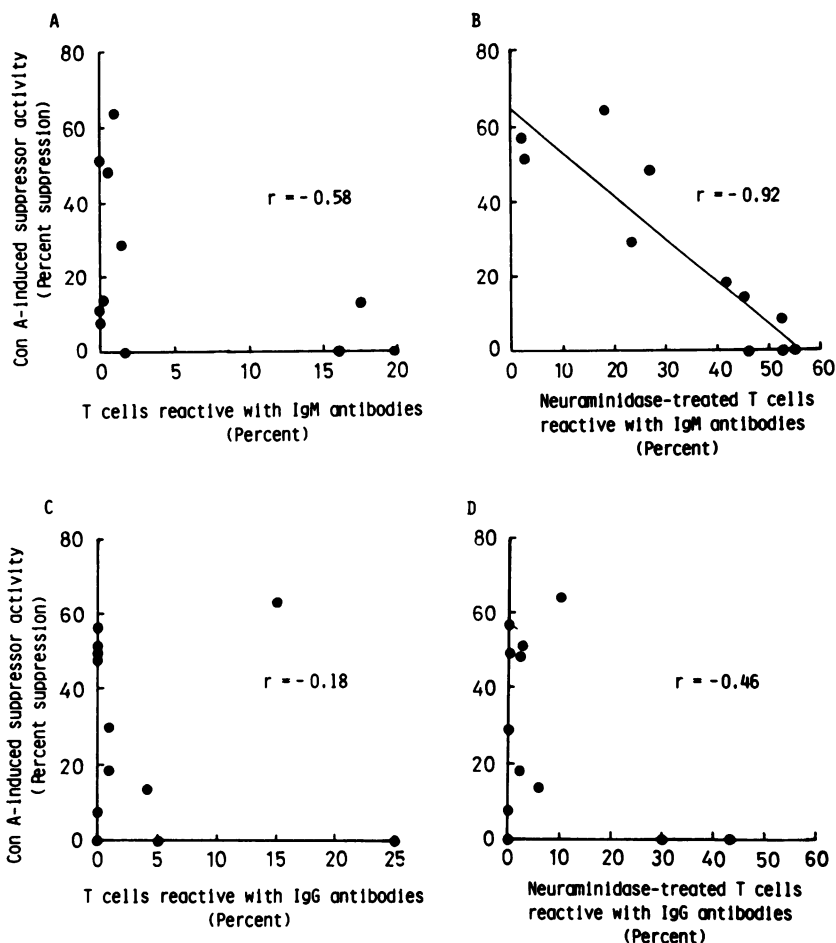 A
Con A-induced suppressor activity
(Percent suppression)
80
60
40
20
0
r = - 0.58
0 5 10 15 20
T cells reactive with IgM antibodies
(Percent)
B
80
60
40
20
0
r = - 0.92
0 10 20 30 40 50 60
Neuraminidase-treated T cells
reactive with IgM antibodies
(Percent)
C
Con A-induced suppressor activity
(Percent suppression)
80
60
40
20
0
r = - 0.18
0 5 10 15 20 25
T cells reactive with IgG antibodies
(Percent)
D
80
60
40
20
0
r = -0.46
0 10 20 30 40 50 60
Neuraminidase-treated T cells
reactive with IgG antibodies
(Percent)